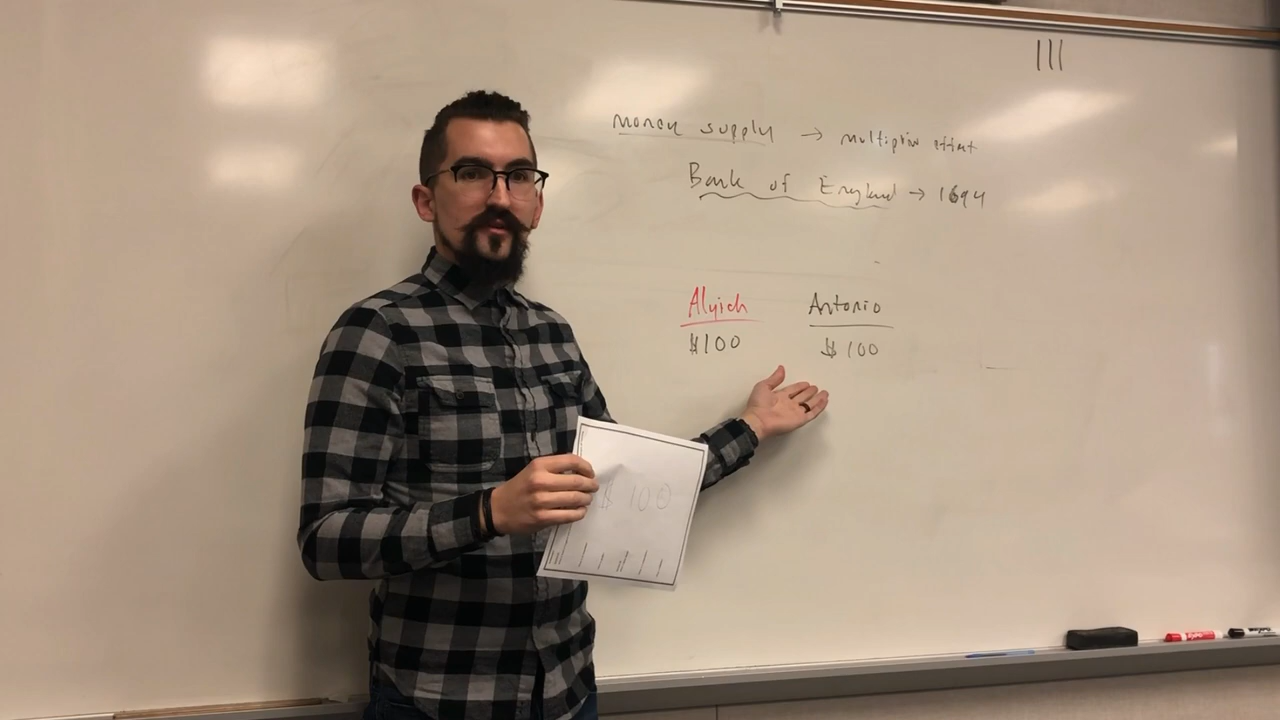 III
money supply → multiplier effect
Bank of England → 1694
Alyich Antonio
$100 $100
$ 100